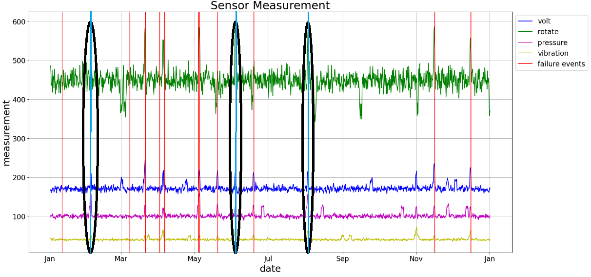 Sensor Measurement
volt
rotate
pressure
vibration
failure events
600
500
400
300
200
100
measurement
Jan Mar May Jul Sep Nov Jan
date